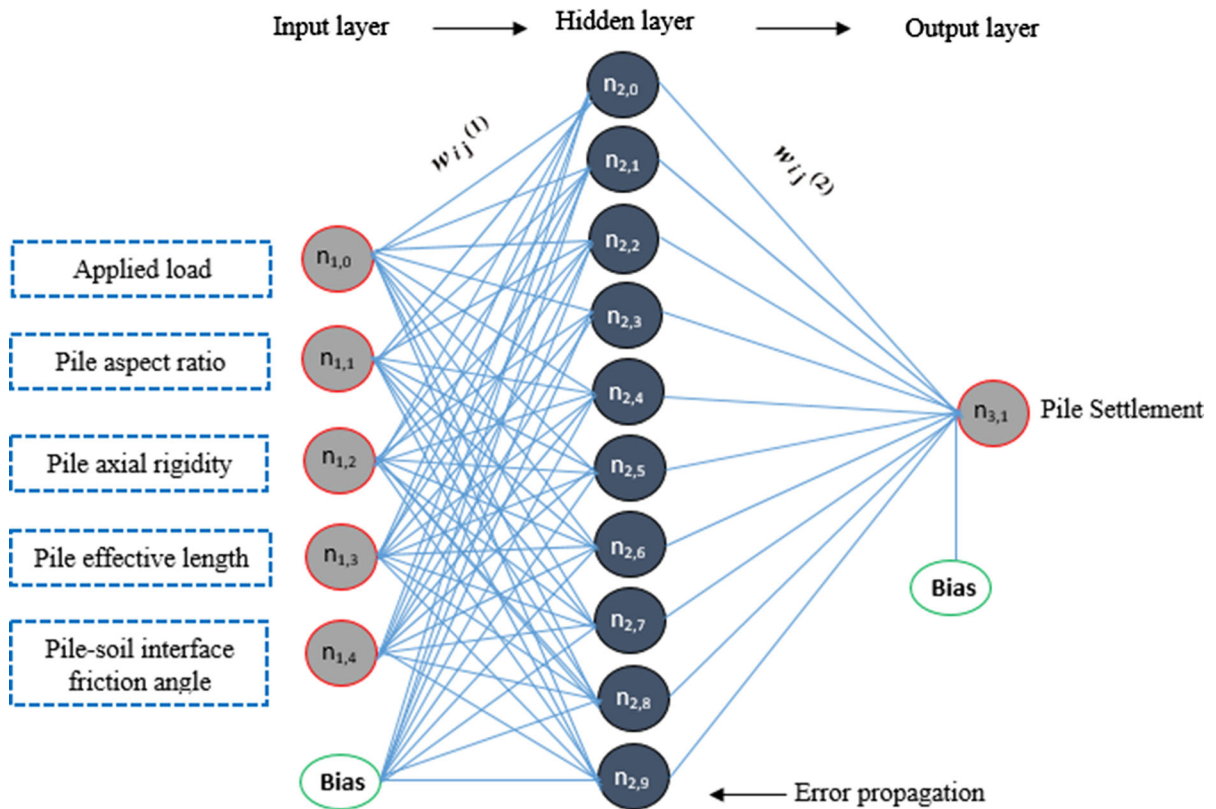 Input layer
Hidden layer
Output layer
w i j (1)
w i j (2)
Applied load
Pile aspect ratio
Pile axial rigidity
Pile effective length
Pile-soil interface
friction angle
n1,0
n1,1
n1,2
n1,3
n1,4
Bias
n2,0
n2,1
n2,2
n2,3
n2,4
n2,5
n2,6
n2,7
n2,8
n2,9
n3,1
Pile Settlement
Bias
Error propagation